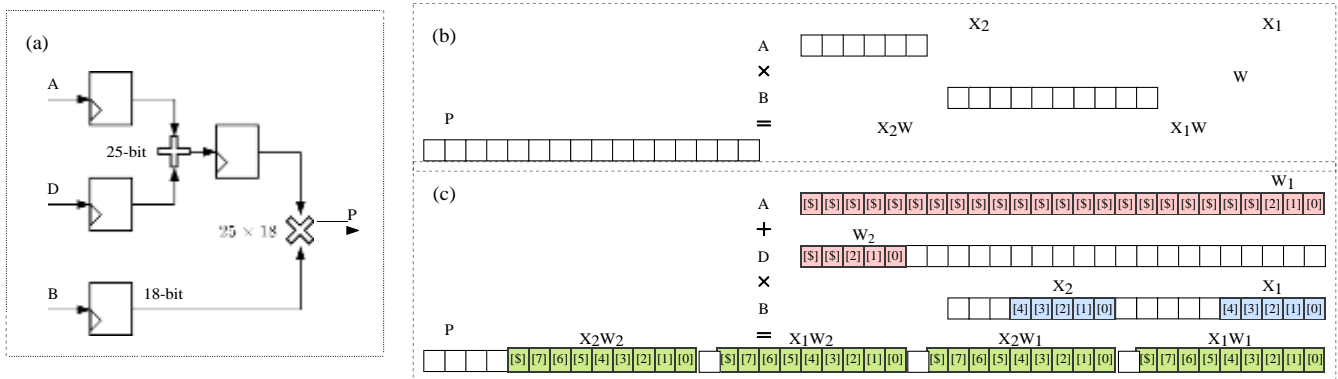 (a)
A
25-bit
D
25 × 18
P
B
18-bit
(b)
X2 X1
A
×
W
B
=
P
X2W X1W
(c)
W1
A [$] [$] [$] [$] [$] [$] [$] [$] [$] [$] [$] [$] [$] [$] [$] [$] [$] [$] [$] [$] [$] [$] [2] [1] [0]
+
W2
D [$] [$] [2] [1] [0]
×
X2 X1
B [4] [3] [2] [1] [0] [4] [3] [2] [1] [0]
=
P
X2W2 X1W2 X2W1 X1W1
[$] [7] [6] [5] [4] [3] [2] [1] [0] [$] [7] [6] [5] [4] [3] [2] [1] [0] [$] [7] [6] [5] [4] [3] [2] [1] [0] [$] [7] [6] [5] [4] [3] [2] [1] [0]